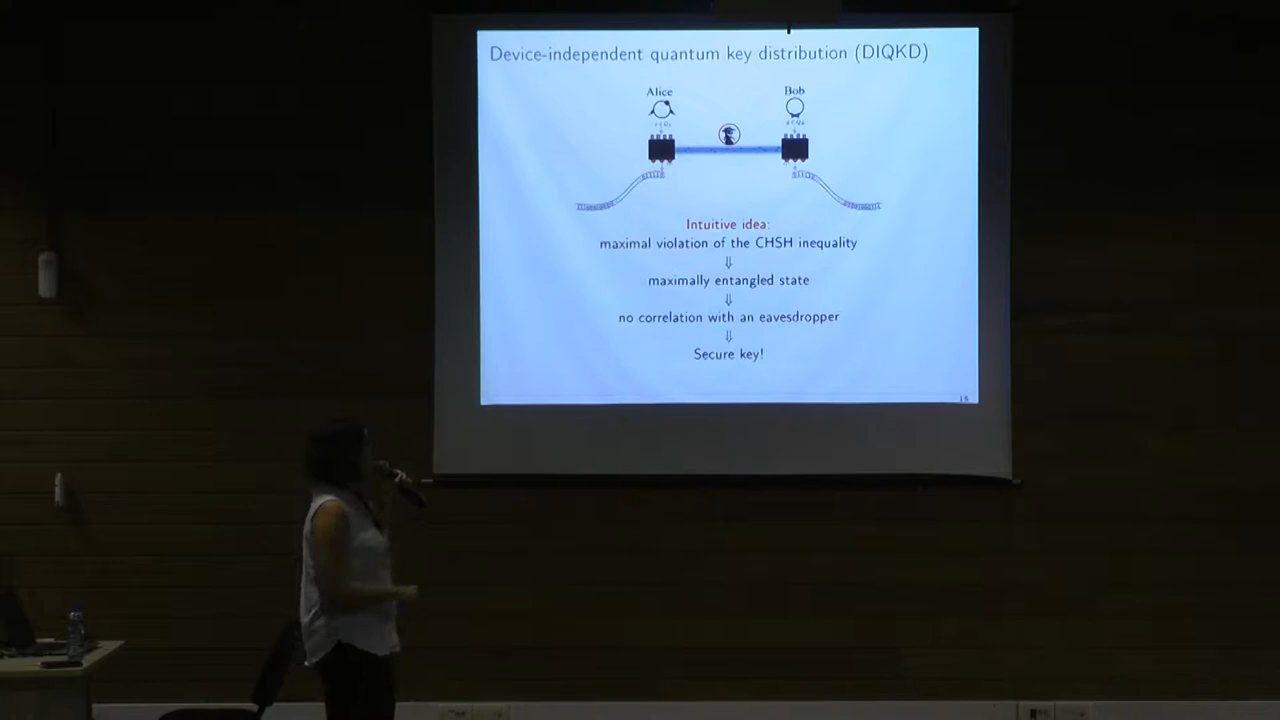 Device-independent quantum key distribution (DIQKD)
Alice
Bob
Intuitive idea:
maximal violation of the CHSH inequality
⇓
maximally entangled state
⇓
no correlation with an eavesdropper
⇓
Secure key!